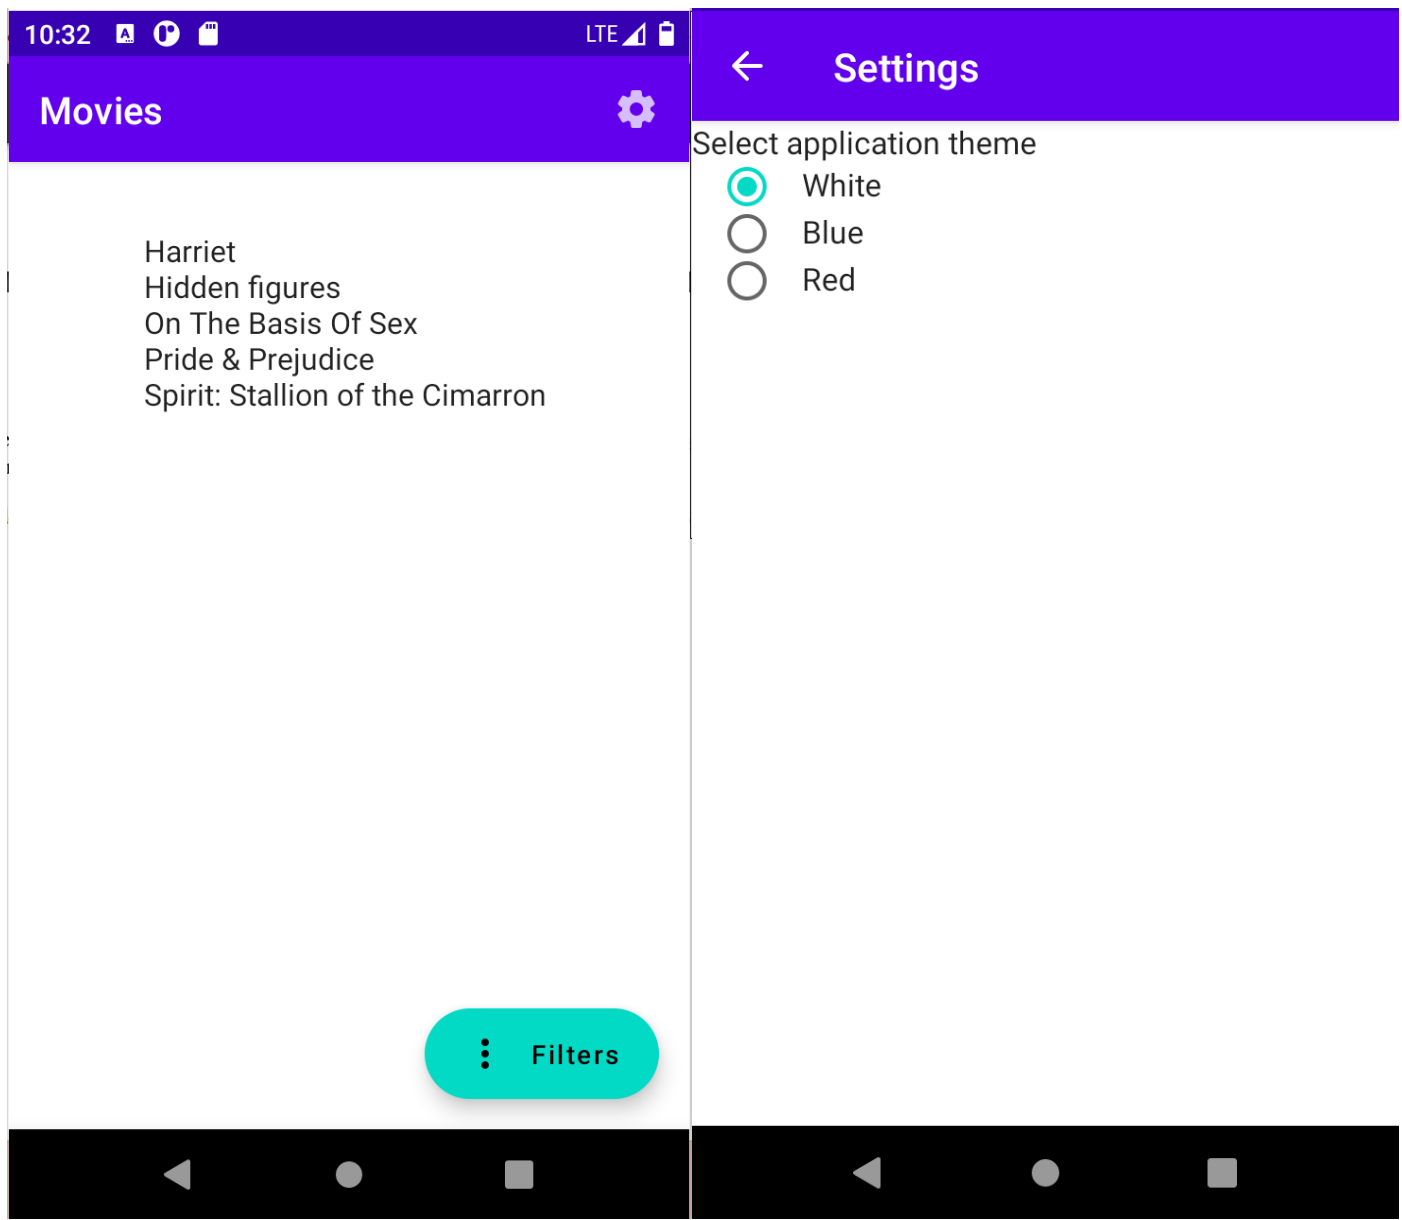 10:32
LTE
Movies
Harriet
Hidden figures
On The Basis Of Sex
Pride & Prejudice
Spirit: Stallion of the Cimarron
Filters
Settings
Select application theme
White
Blue
Red